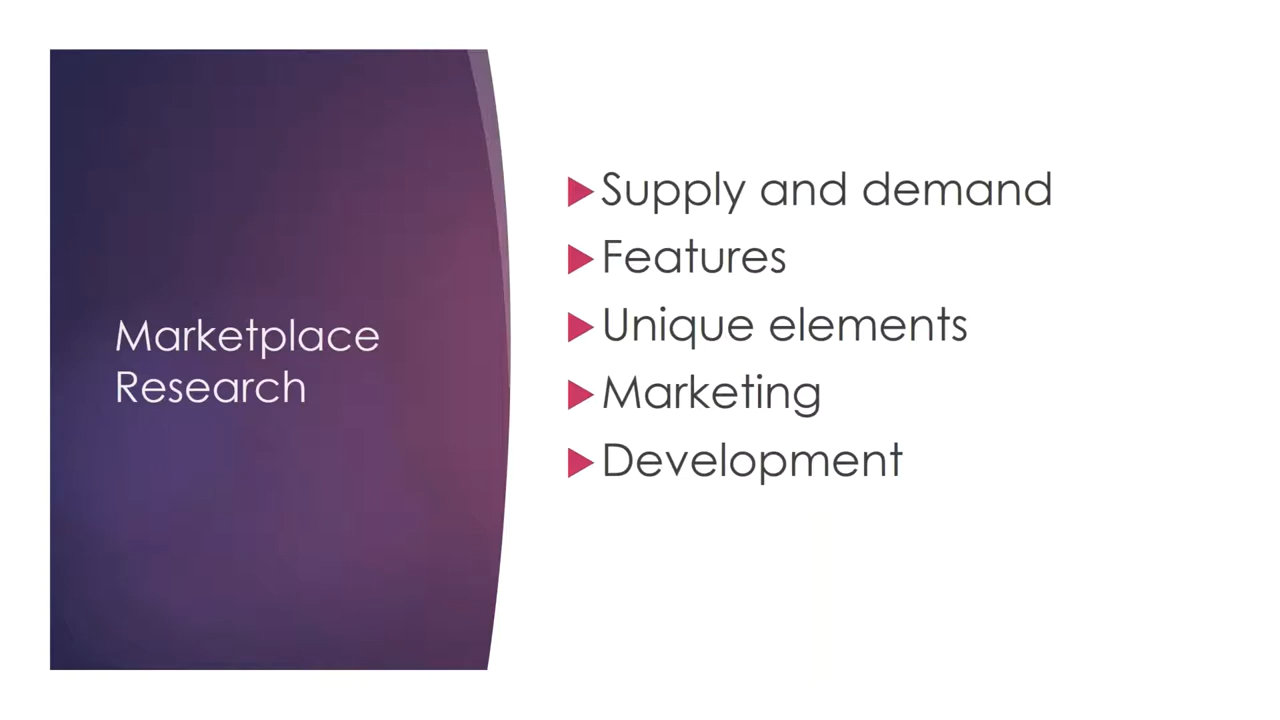 Marketplace
Research
Supply and demand
Features
Unique elements
Marketing
Development